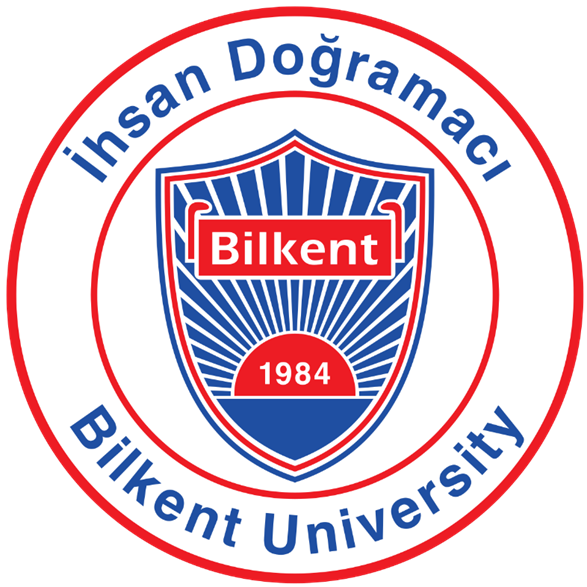 İhsan Doğramacı
Bilkent
1984
Bilkent University